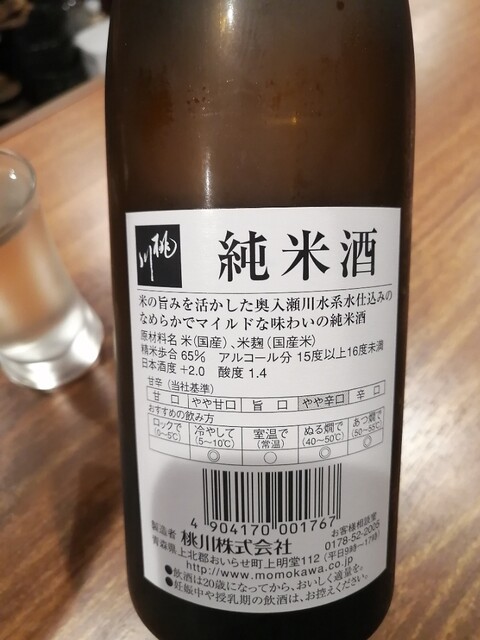 桃川
純米酒
米の旨みを活かした奥入瀬川水系水仕込みの
なめらかでマイルドな味わいの純米酒
原材料名 米(国産)、米麹(国産米)
精米歩合 65% アルコール分 15度以上16度未満
日本酒度 +2.0 酸度 1.4
甘辛(当社基準)
甘口 やや甘口 旨口 やや辛口 辛口
おすすめの飲み方
ロックで 冷やして 室温で ぬる燗で あつ燗で
(0~5℃) (5~10℃) (常温) (40~50℃) (50~55℃)
◎ ○ ◎ ○
4 904170 001767
製造者 桃川株式会社 お客様相談室
0178-52-2005
青森県上北郡おいらせ町上明堂112 (平日9時~17時)
http://www.momokawa.co.jp
●飲酒は20歳になってから。おいしく適量を。
●妊娠中や授乳期の飲酒は、お控えください。